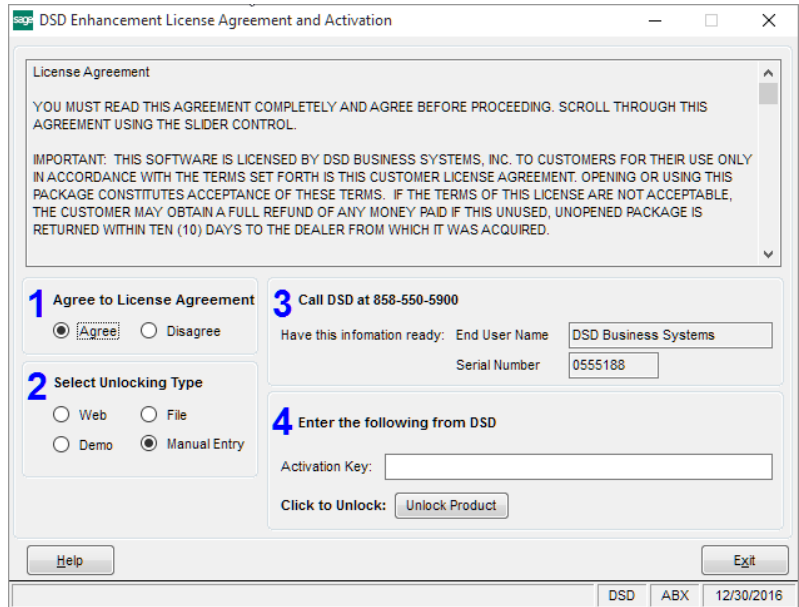 sage DSD Enhancement License Agreement and Activation
License Agreement
YOU MUST READ THIS AGREEMENT COMPLETELY AND AGREE BEFORE PROCEEDING. SCROLL THROUGH THIS
AGREEMENT USING THE SLIDER CONTROL.
IMPORTANT: THIS SOFTWARE IS LICENSED BY DSD BUSINESS SYSTEMS, INC. TO CUSTOMERS FOR THEIR USE ONLY
IN ACCORDANCE WITH THE TERMS SET FORTH IS THIS CUSTOMER LICENSE AGREEMENT. OPENING OR USING THIS
PACKAGE CONSTITUTES ACCEPTANCE OF THESE TERMS. IF THE TERMS OF THIS LICENSE ARE NOT ACCEPTABLE,
THE CUSTOMER MAY OBTAIN A FULL REFUND OF ANY MONEY PAID IF THIS UNUSED, UNOPENED PACKAGE IS
RETURNED WITHIN TEN (10) DAYS TO THE DEALER FROM WHICH IT WAS ACQUIRED.
1 Agree to License Agreement
Agree Disagree
2 Select Unlocking Type
Web File
Demo Manual Entry
3 Call DSD at 858-550-5900
Have this infomation ready: End User Name DSD Business Systems
Serial Number 0555188
4 Enter the following from DSD
Activation Key:
Click to Unlock: Unlock Product
Help Exit
DSD ABX 12/30/2016